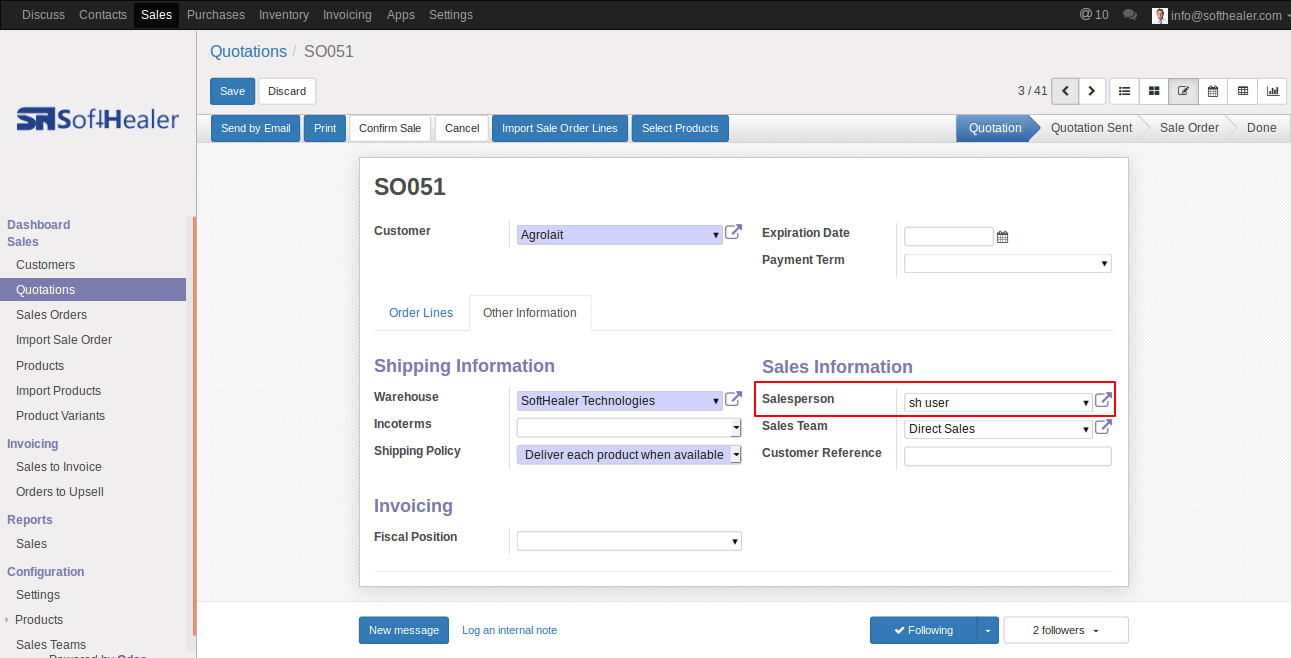 Discuss Contacts Sales Purchases Inventory Invoicing Apps Settings @ 10 info@softhealer.com
Quotations / SO051
Save Discard 3 / 41
SoftHealer
Send by Email Print Confirm Sale Cancel Import Sale Order Lines Select Products Quotation Quotation Sent Sale Order Done
SO051
Customer Agrolait
Expiration Date
Payment Term
Order Lines Other Information
Shipping Information
Warehouse SoftHealer Technologies
Incoterms
Shipping Policy Deliver each product when available
Sales Information
Salesperson sh user
Sales Team Direct Sales
Customer Reference
Invoicing
Fiscal Position
New message Log an internal note Following 2 followers
Dashboard
Sales
Customers
Quotations
Sales Orders
Import Sale Order
Products
Import Products
Product Variants
Invoicing
Sales to Invoice
Orders to Upsell
Reports
Sales
Configuration
Settings
Products
Sales Teams
Powered by Odoo